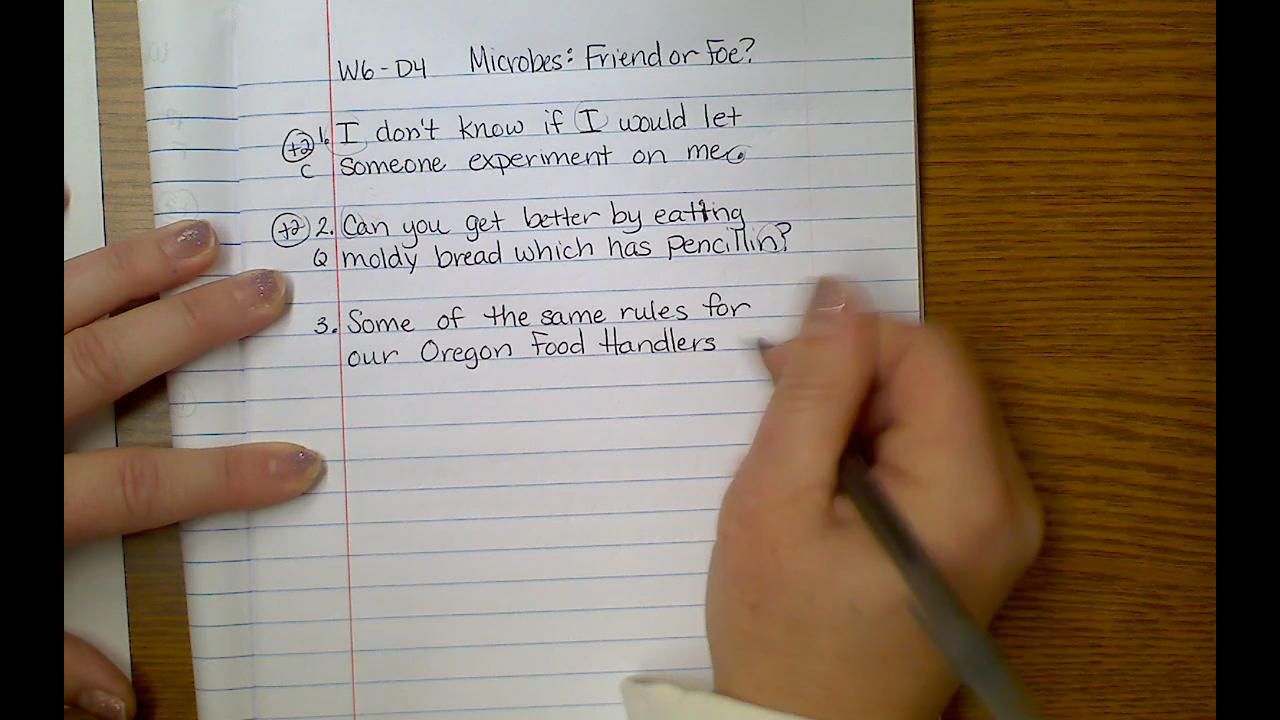 W6-D4 Microbes: Friend or Foe?
+2 1. I don't know if I would let
C someone experiment on me.
+2 2. Can you get better by eatting
Q moldy bread which has pencillin?
3. Some of the same rules for
our Oregon Food Handlers